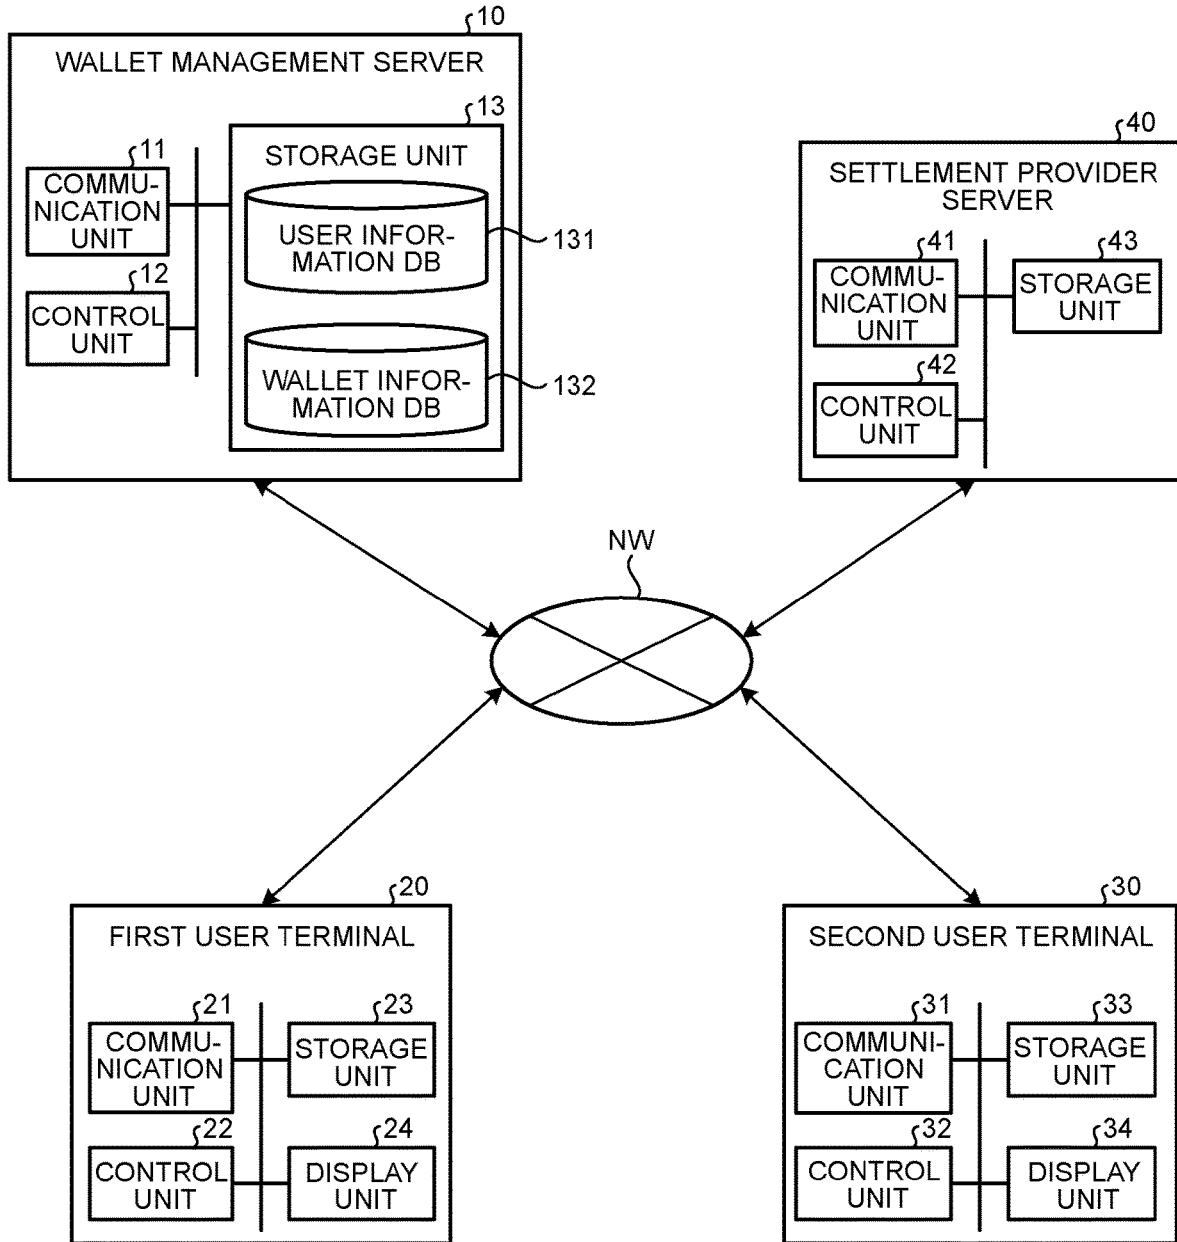 10
WALLET MANAGEMENT SERVER
13
STORAGE UNIT
11
COMMU-
NICATION
UNIT
USER INFOR-
MATION DB
131
12
CONTROL
UNIT
WALLET INFOR-
MATION DB
132
40
SETTLEMENT PROVIDER
SERVER
41
COMMU-
NICATION
UNIT
43
STORAGE
UNIT
42
CONTROL
UNIT
NW
20
FIRST USER TERMINAL
21
COMMU-
NICATION
UNIT
23
STORAGE
UNIT
22
CONTROL
UNIT
24
DISPLAY
UNIT
30
SECOND USER TERMINAL
31
COMMUNI-
CATION
UNIT
33
STORAGE
UNIT
32
CONTROL
UNIT
34
DISPLAY
UNIT